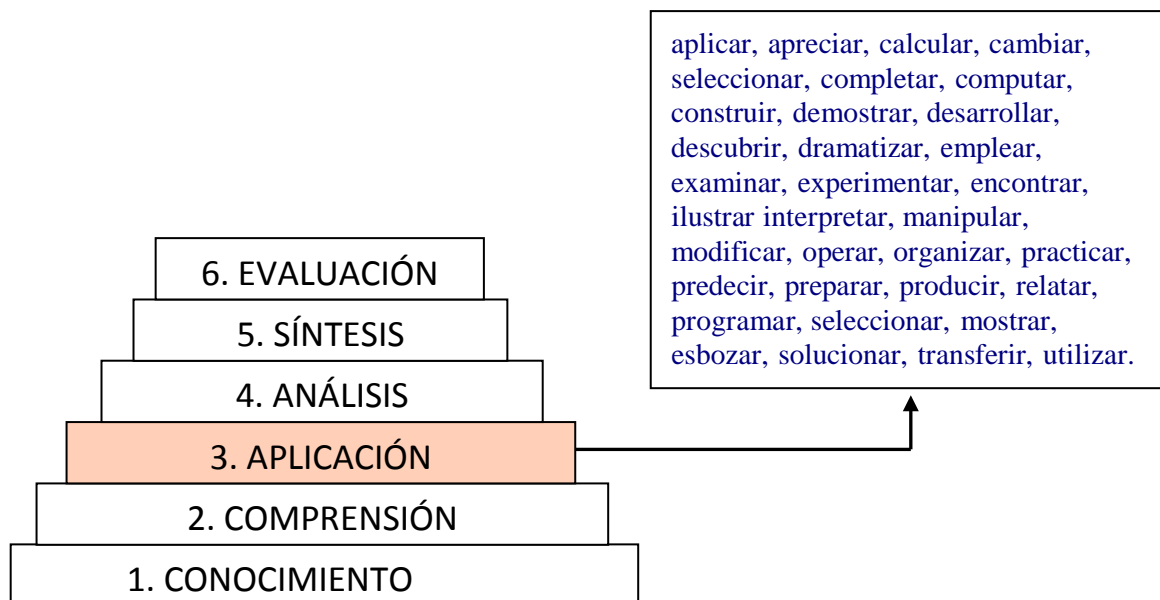 aplicar, apreciar, calcular, cambiar,
seleccionar, completar, computar,
construir, demostrar, desarrollar,
descubrir, dramatizar, emplear,
examinar, experimentar, encontrar,
ilustrar interpretar, manipular,
modificar, operar, organizar, practicar,
predecir, preparar, producir, relatar,
programar, seleccionar, mostrar,
esbozar, solucionar, transferir, utilizar.
6. EVALUACIÓN
5. SÍNTESIS
4. ANÁLISIS
3. APLICACIÓN
2. COMPRENSIÓN
1. CONOCIMIENTO